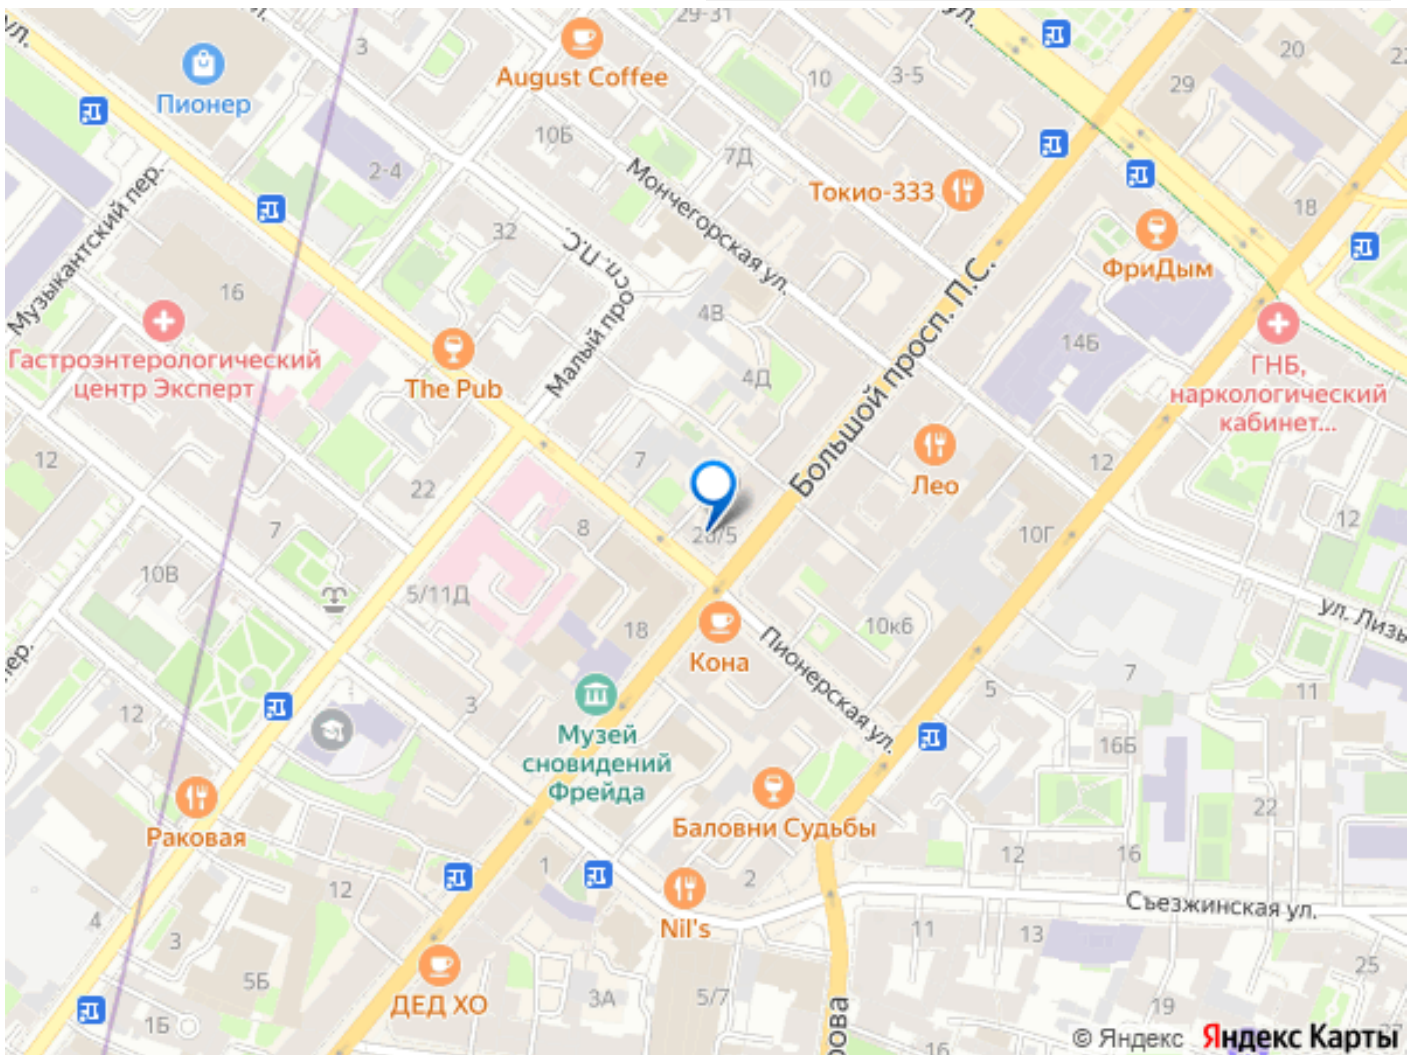 29-31
ул.
ул.
3
August Coffee
10
3-5
20
29
Пионер
10Б
7Д
2-4
Мончегорская ул.
Токио-333
18
Музыкантский пер.
32
просп. П.С.
Малый
ФриДым
16
4В
Гастроэнтерологический
центр Эксперт
The Pub
4Д
Большой просп. П.С.
14Б
ГНБ,
наркологический
кабинет...
12
22
7
Лео
12
7
8
26/5
10Г
12
10В
5/11Д
18
Кона
Пионерская ул.
10к6
ул. Лизы
пер.
12
3
Музей
сновидений
Фрейда
5
7
11
16Б
Раковая
Баловни Судьбы
22
12
1
2
12
16
Съезжинская ул.
4
3
Nil's
11
13
5Б
ДЕД ХО
3А
5/7
25
19
1Б
рова
16
© Яндекс Яндекс Карты